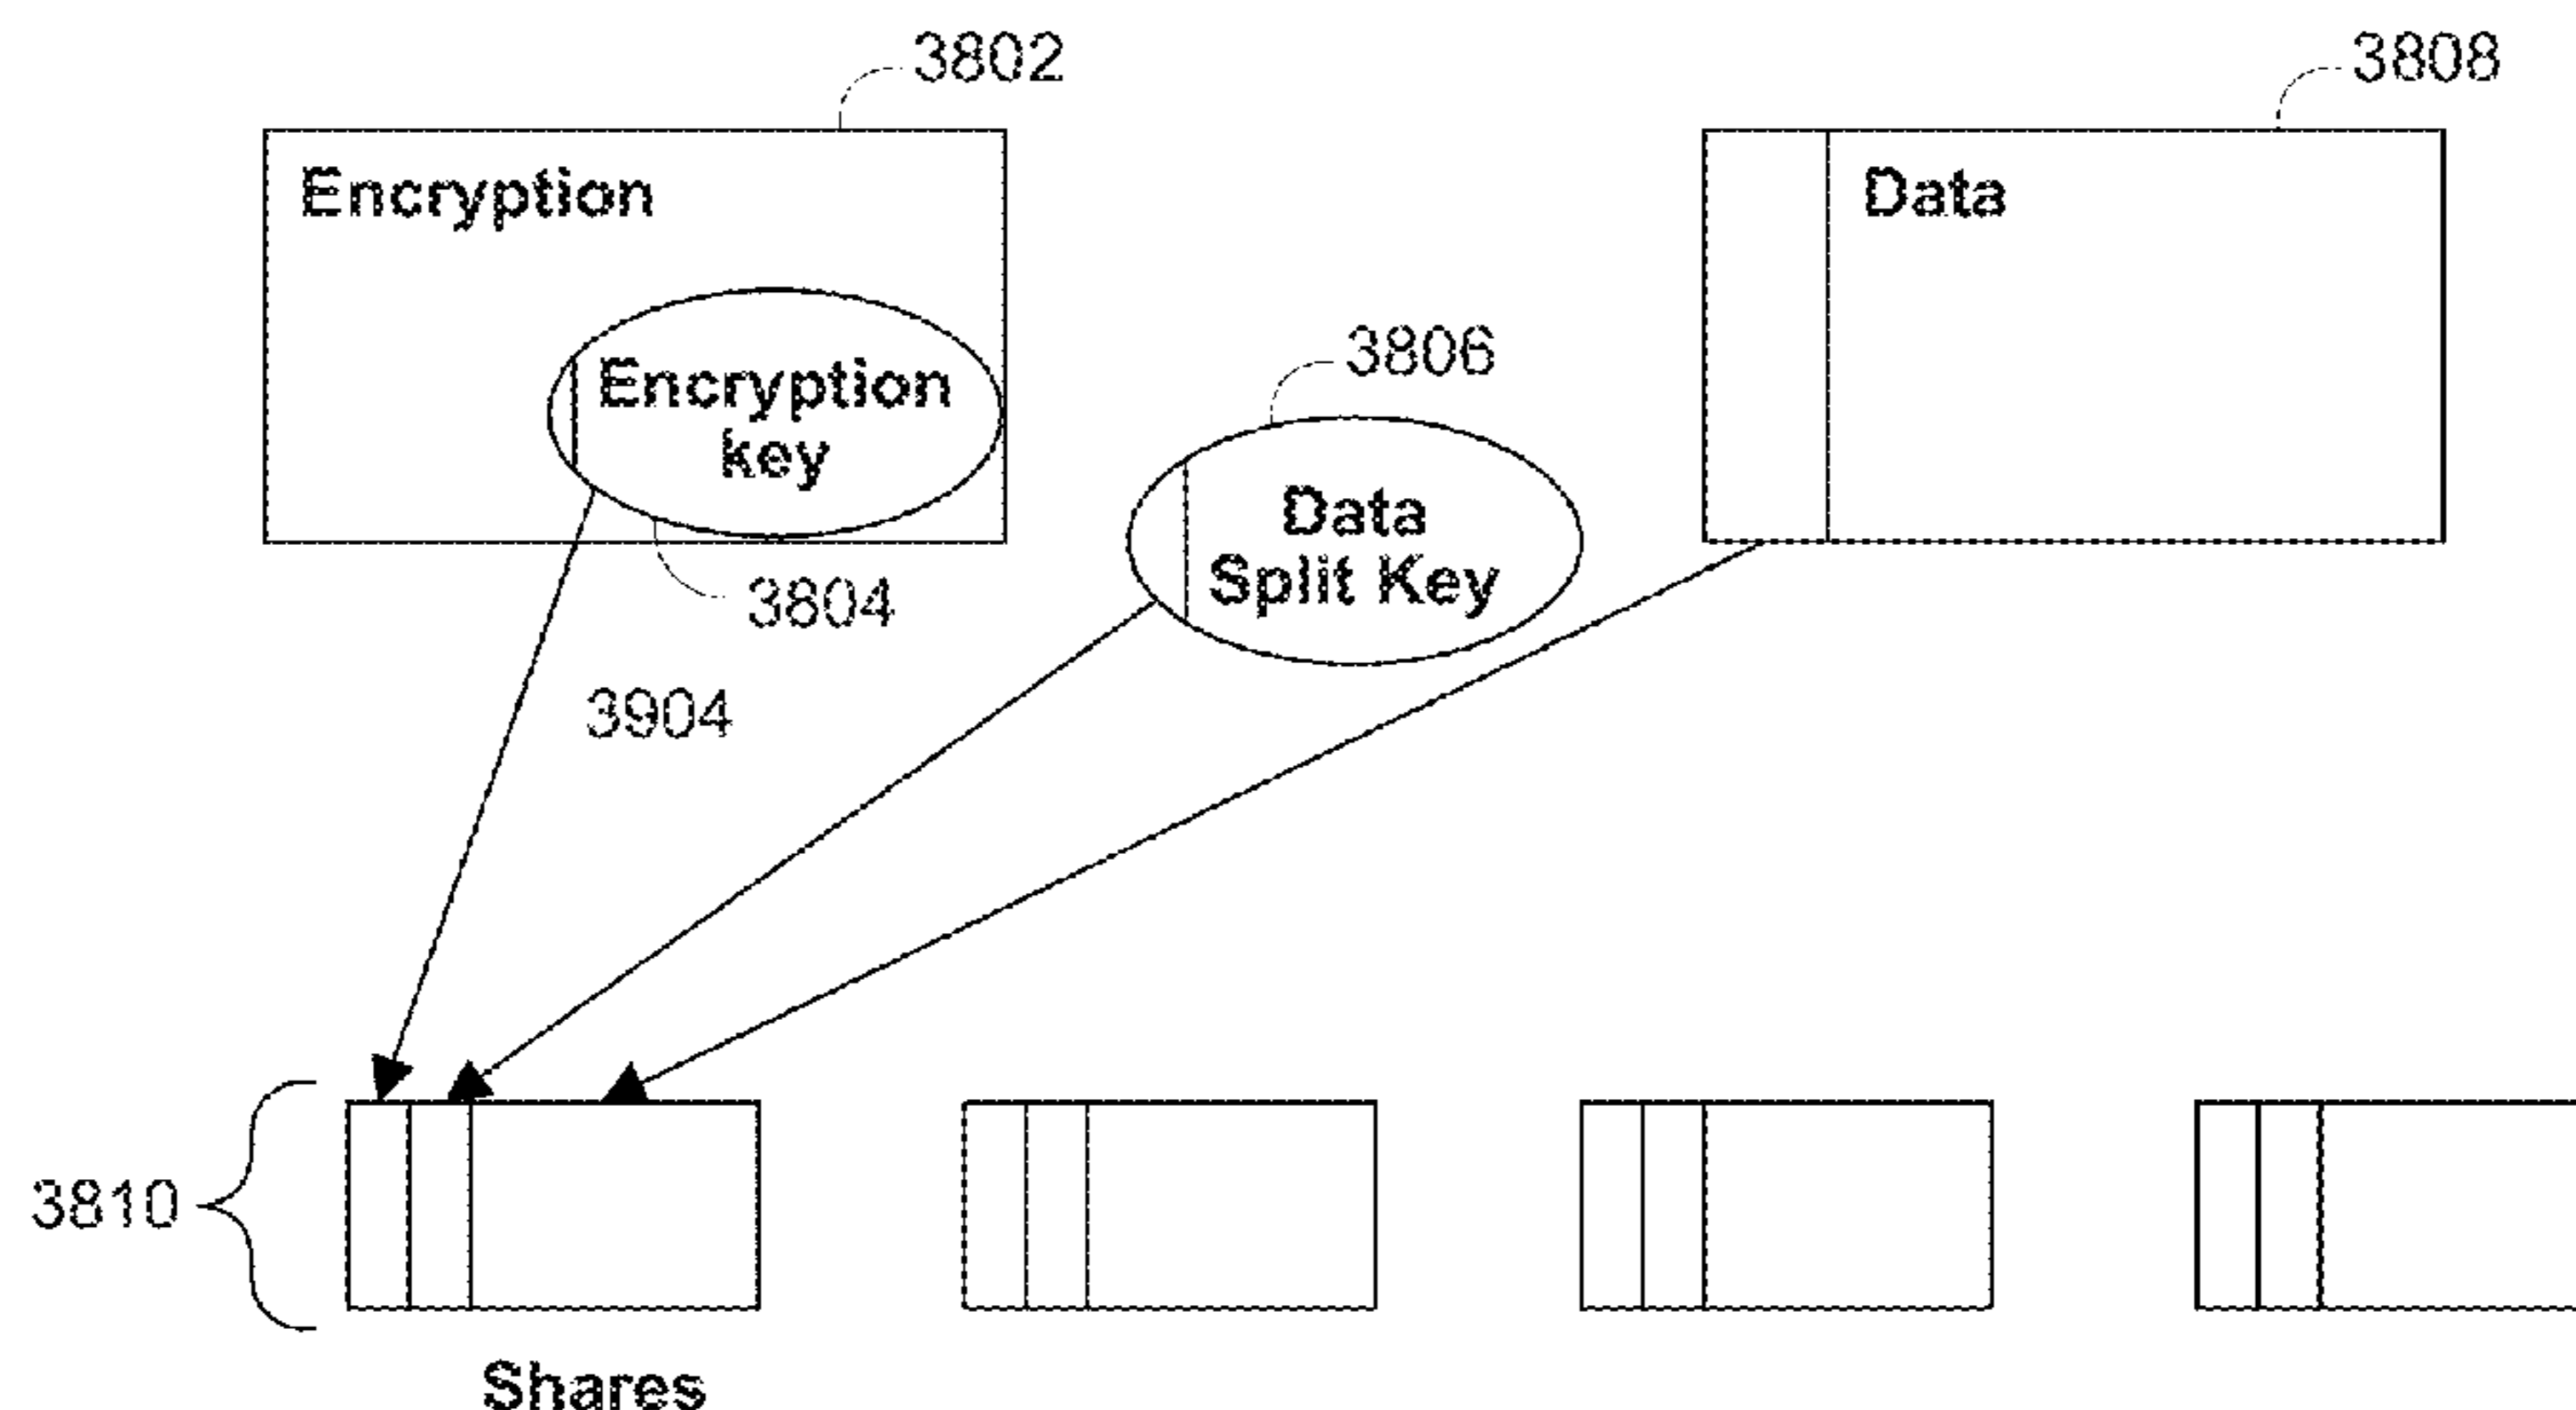 3802
3808
Encryption
Data
Encryption
key
3806
Data
Split Key
3804
3904
3810
Shares